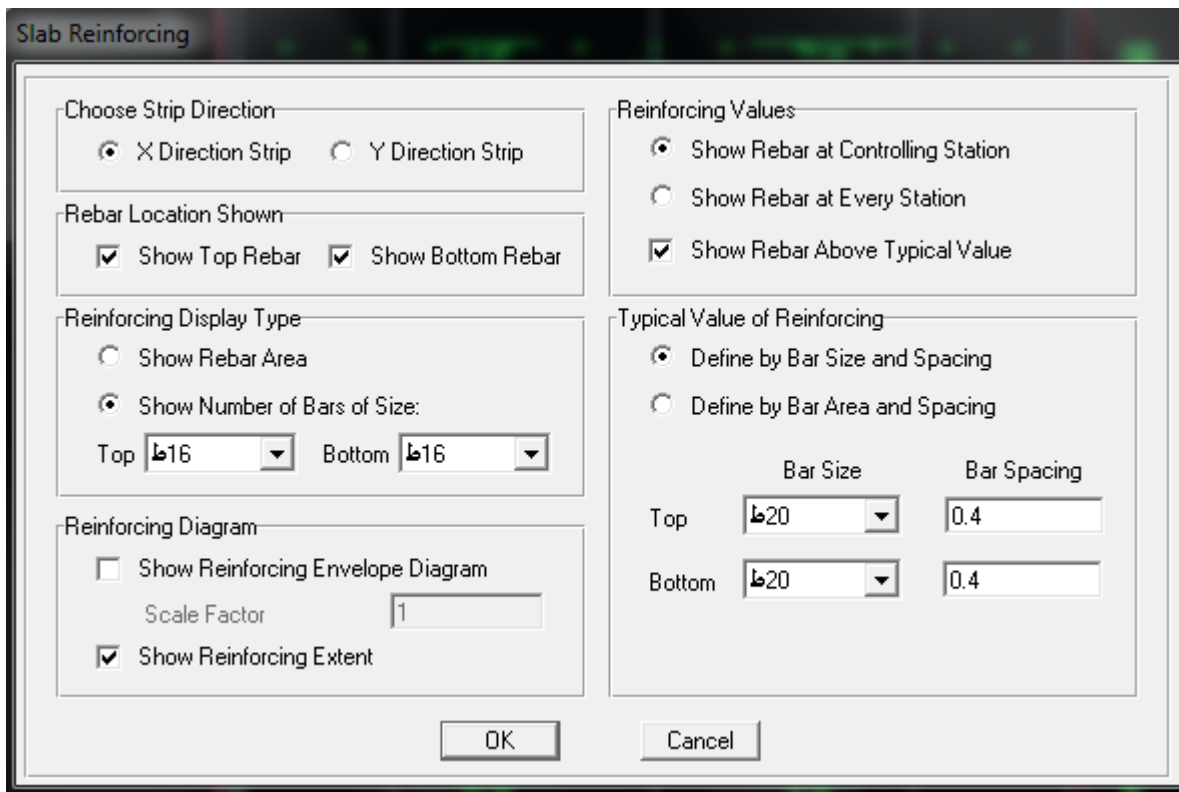 Slab Reinforcing
Choose Strip Direction
X Direction Strip Y Direction Strip
Rebar Location Shown
Show Top Rebar Show Bottom Rebar
Reinforcing Display Type
Show Rebar Area
Show Number of Bars of Size:
Top ط16 Bottom ط16
Reinforcing Diagram
Show Reinforcing Envelope Diagram
Scale Factor 1
Show Reinforcing Extent
Reinforcing Values
Show Rebar at Controlling Station
Show Rebar at Every Station
Show Rebar Above Typical Value
Typical Value of Reinforcing
Define by Bar Size and Spacing
Define by Bar Area and Spacing
Bar Size Bar Spacing
Top ط20 0.4
Bottom ط20 0.4
OK Cancel